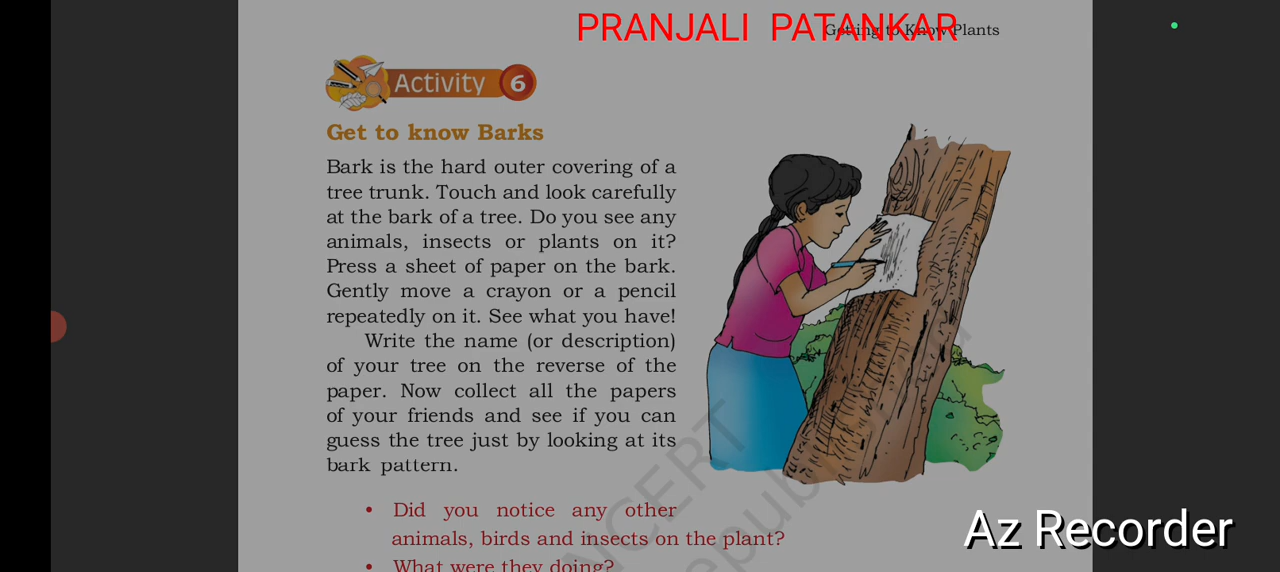 PRANJALI PATANKAR
Getting to Know Plants
Activity 6
Get to know Barks
Bark is the hard outer covering of a
tree trunk. Touch and look carefully
at the bark of a tree. Do you see any
animals, insects or plants on it?
Press a sheet of paper on the bark.
Gently move a crayon or a pencil
repeatedly on it. See what you have!
Write the name (or description)
of your tree on the reverse of the
paper. Now collect all the papers
of your friends and see if you can
guess the tree just by looking at its
bark pattern.
• Did you notice any other
animals, birds and insects on the plant?
• What were they doing?
NCERT
Az Recorder